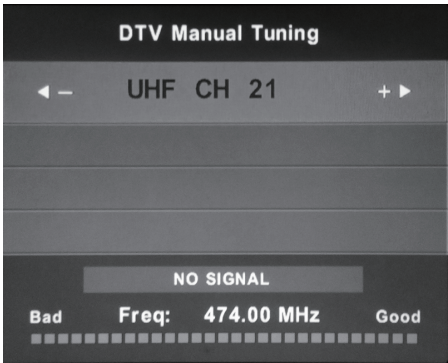 DTV Manual Tuning
◀ – UHF CH 21 + ▶
NO SIGNAL
Bad Freq: 474.00 MHz Good